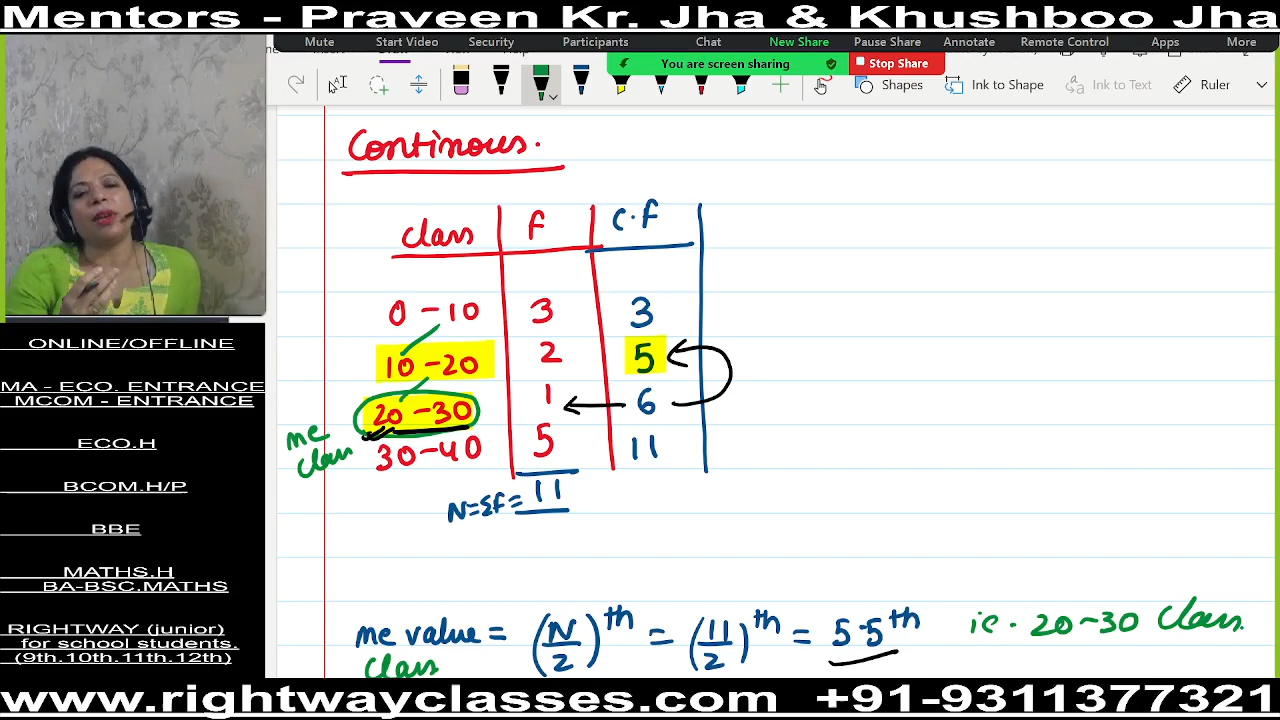 Mentors - Praveen Kr. Jha & Khushboo Jha
Mute Start Video Security Participants Chat New Share Pause Share Annotate Remote Control Apps More
You are screen sharing Stop Share
Shapes Ink to Shape Ink to Text Ruler
Continous.
class f C.f
0-10 3 3
10-20 2 5
20-30 1 6
me class
30-40 5 11
N=Σf= 11
me value = (N/2)th = (11/2)th = 5.5th ie. 20-30 Class.
class
ONLINE/OFFLINE
MA - ECO. ENTRANCE
MCOM - ENTRANCE
ECO.H
BCOM.H/P
BBE
MATHS.H
BA-BSC.MATHS
RIGHTWAY (junior)
for school students.
(9th.10th.11th.12th)
www.rightwayclasses.com +91-9311377321